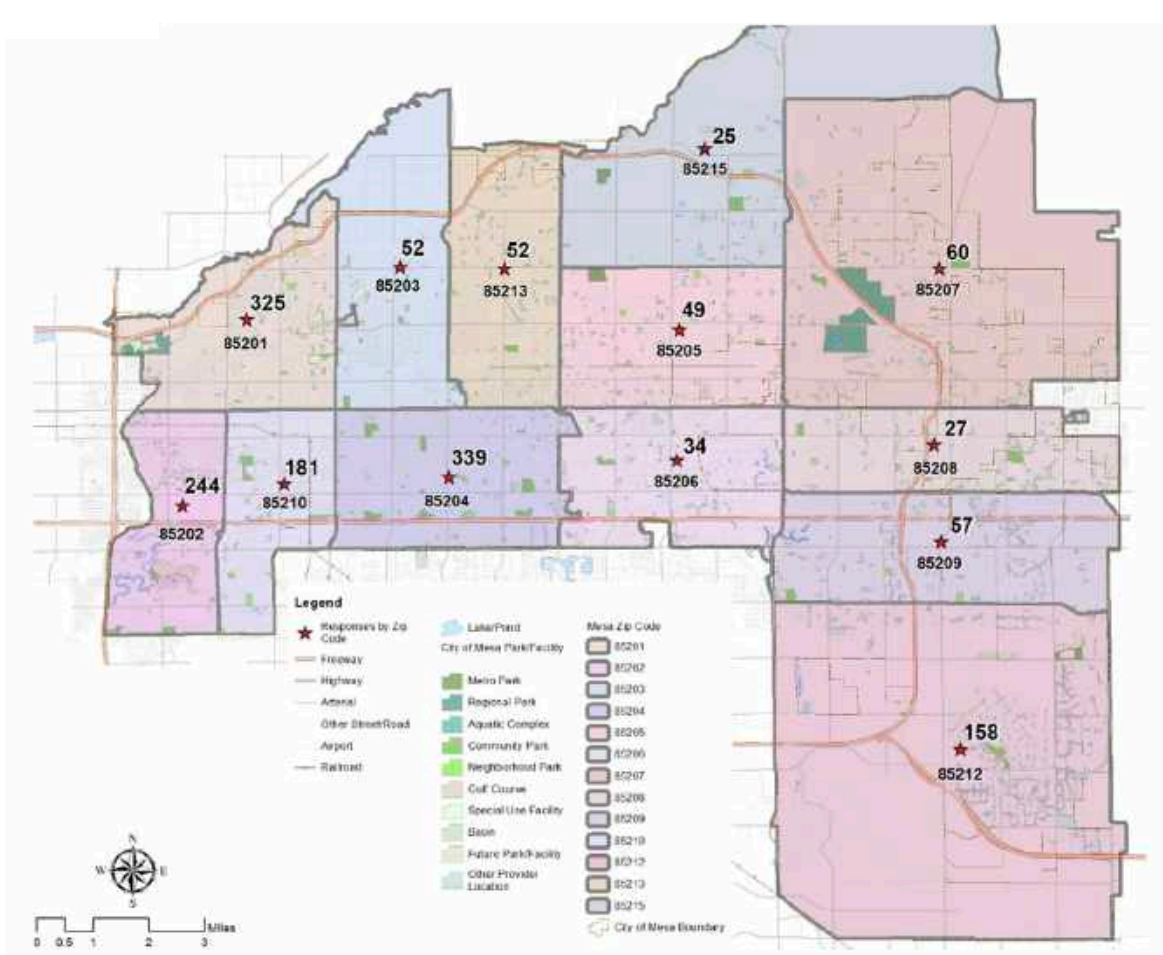 25
85215
52
85203
52
85213
60
85207
325
85201
49
85205
27
85208
34
85206
339
85204
181
85210
244
85202
57
85209
158
85212
Legend
Responses by Zip
Code
Freeway
Highway
Arterial
Other Street/Road
Airport
Railroad
Lake/Pond
City of Mesa Park/Facility
Metro Park
Regional Park
Aquatic Complex
Community Park
Neighborhood Park
Golf Course
Special Use Facility
Basin
Future Park/Facility
Other Provider
Location
Mesa Zip Code
85201
85202
85203
85204
85205
85206
85207
85208
85209
85210
85212
85213
85215
City of Mesa Boundary
N
W E
S
0 0.5 1 2 3 Miles